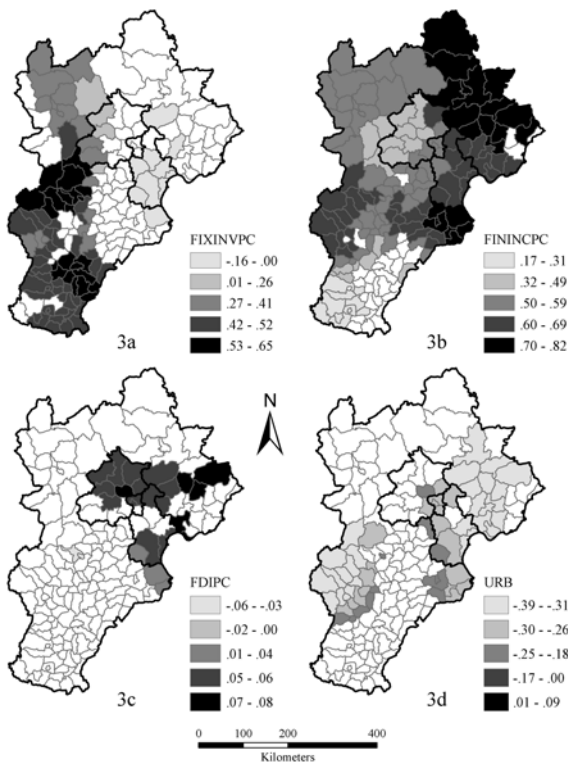 FIXINVPC
-.16 - .00
.01 - .26
.27 - .41
.42 - .52
.53 - .65
3a
FININCPC
.17 - .31
.32 - .49
.50 - .59
.60 - .69
.70 - .82
3b
N
FDIPC
-.06 - -.03
-.02 - .00
.01 - .04
.05 - .06
.07 - .08
3c
URB
-.39 - -.31
-.30 - -.26
-.25 - -.18
-.17 - .00
.01 - .09
3d
0 100 200 400
Kilometers